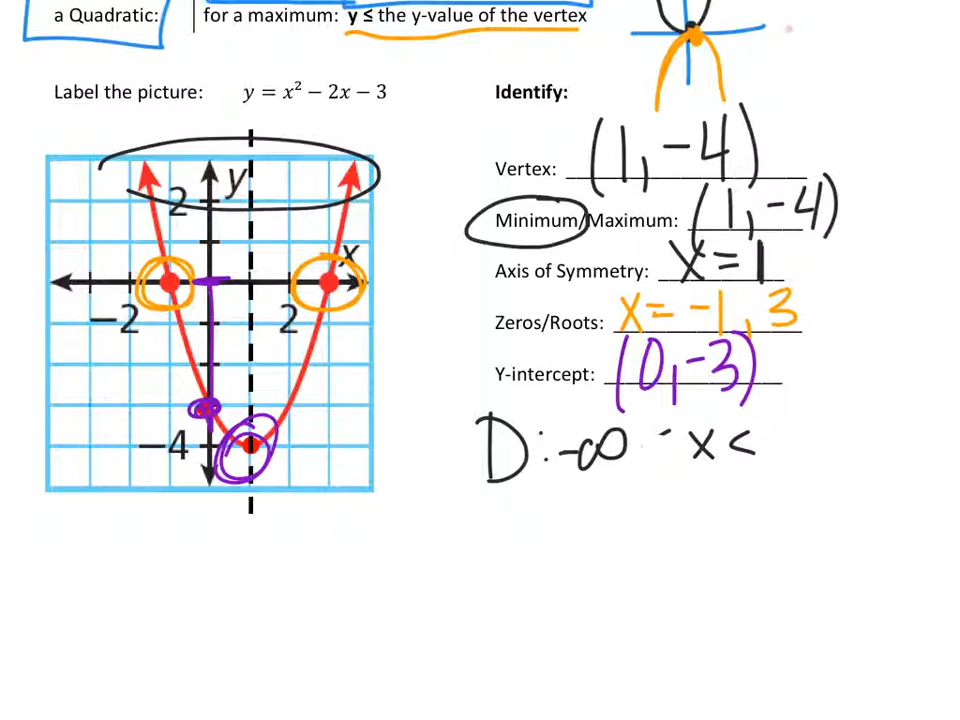 a Quadratic: for a maximum: y ≤ the y-value of the vertex
Label the picture: y = x² − 2x − 3
Identify:
Vertex: (1, -4)
Minimum/Maximum: (1, -4)
Axis of Symmetry: x = 1
Zeros/Roots: x = -1, 3
Y-intercept: (0, -3)
D: -∞ - x <
y
2
x
−2
2
−4